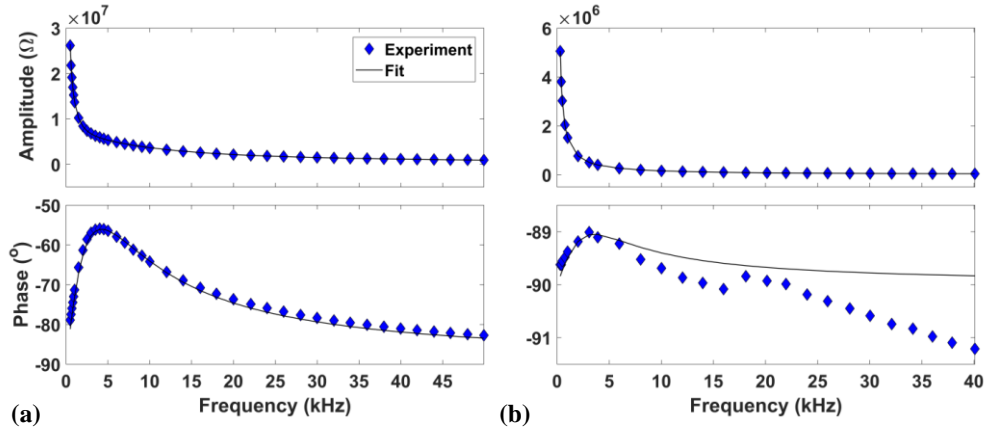 ×10⁷
3
2
1
0
Amplitude (Ω)
Experiment
Fit
-50
-60
-70
-80
-90
Phase (°)
0 5 10 15 20 25 30 35 40 45
Frequency (kHz)
(a)
×10⁶
6
4
2
0
-89
-90
-91
0 5 10 15 20 25 30 35 40
Frequency (kHz)
(b)